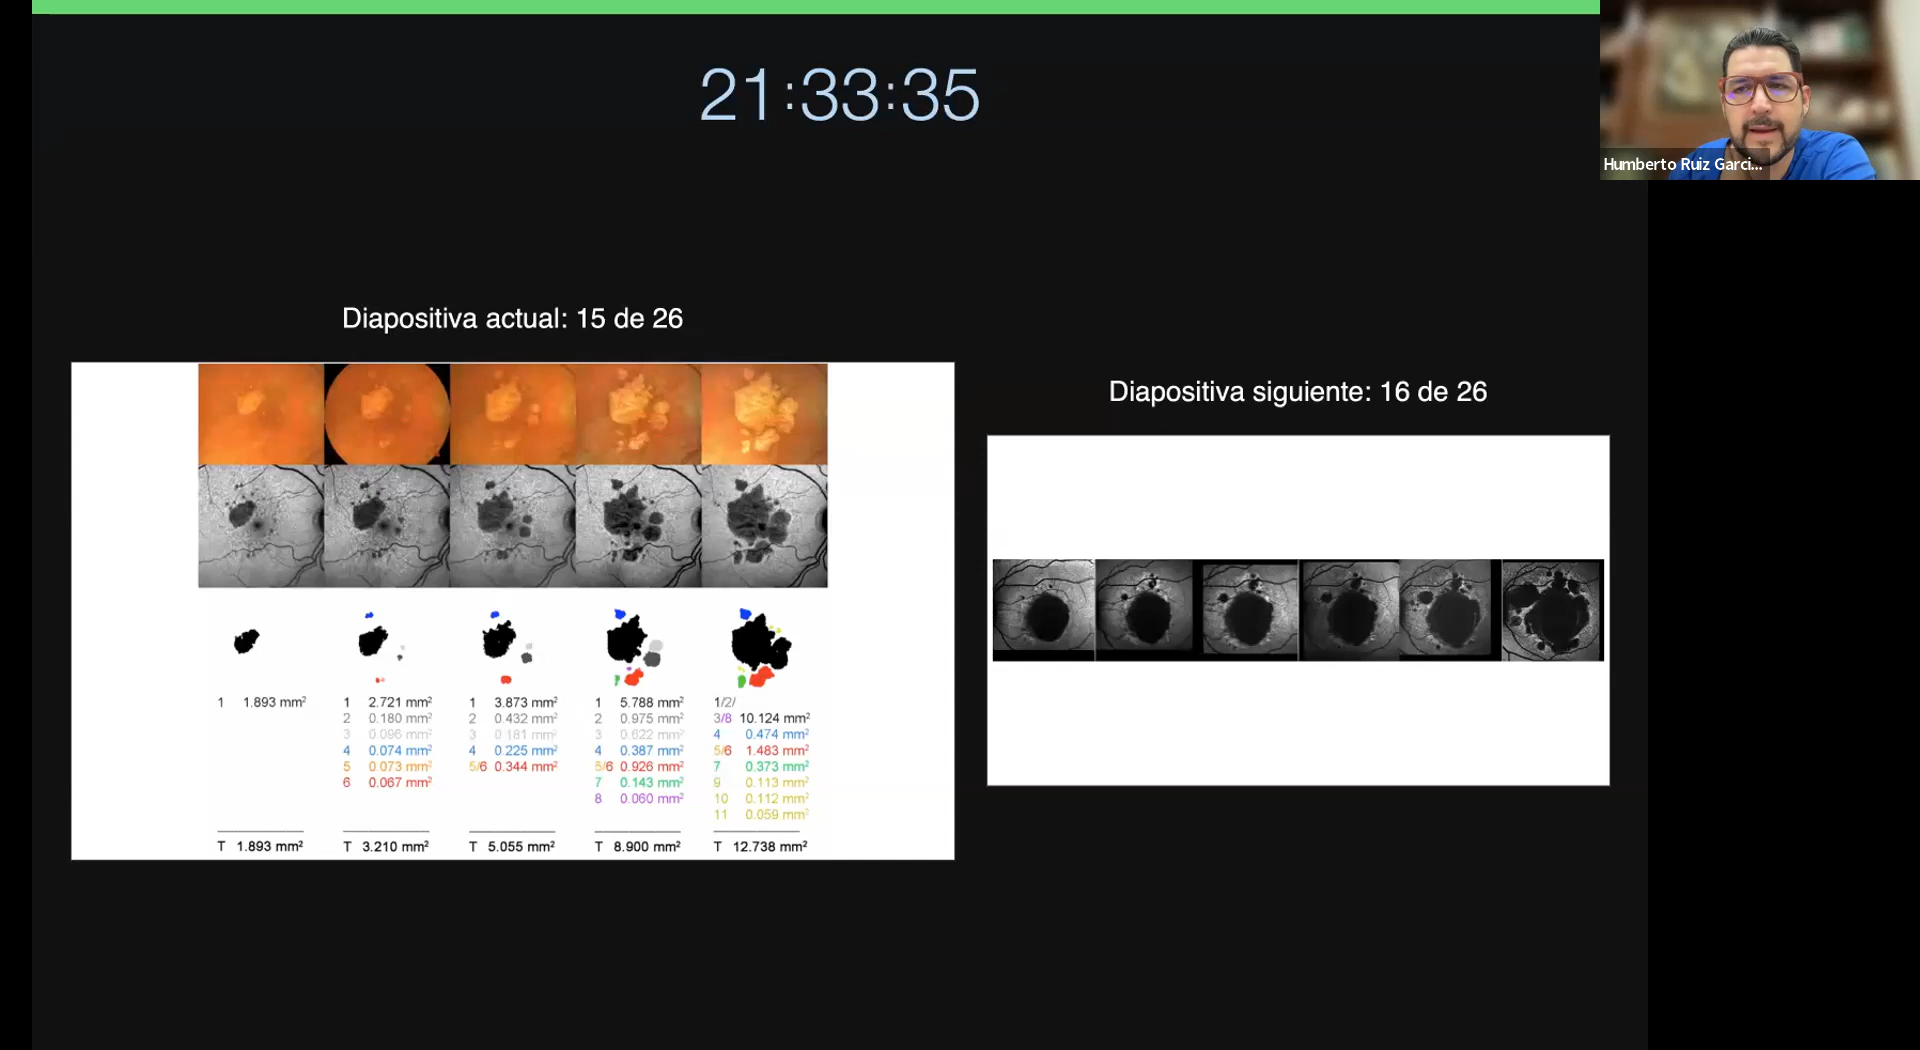 21:33:35
Humberto Ruiz Garci...
Diapositiva actual: 15 de 26
Diapositiva siguiente: 16 de 26
1 1.893 mm²
T 1.893 mm²
1 2.721 mm²
2 0.180 mm²
3 0.096 mm²
4 0.074 mm²
5 0.073 mm²
6 0.067 mm²
T 3.210 mm²
1 3.873 mm²
2 0.432 mm²
3 0.181 mm²
4 0.225 mm²
5/6 0.344 mm²
T 5.055 mm²
1 5.788 mm²
2 0.975 mm²
3 0.622 mm²
4 0.387 mm²
5/6 0.926 mm²
7 0.143 mm²
8 0.060 mm²
T 8.900 mm²
1/2/
3/8 10.124 mm²
4 0.474 mm²
5/6 1.483 mm²
7 0.373 mm²
9 0.113 mm²
10 0.112 mm²
11 0.059 mm²
T 12.738 mm²